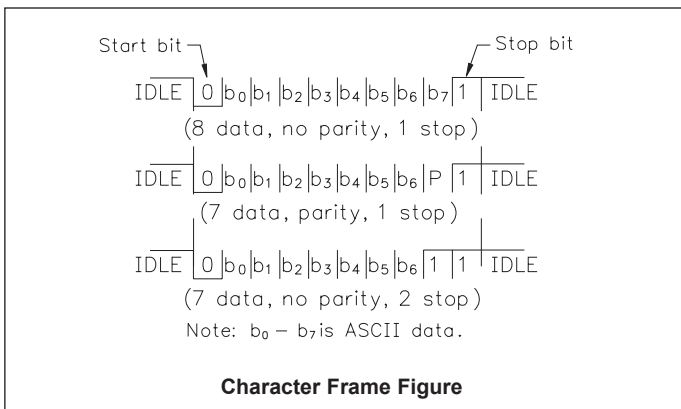 Start bit Stop bit
IDLE 0 b₀ b₁ b₂ b₃ b₄ b₅ b₆ b₇ 1 IDLE
(8 data, no parity, 1 stop)
IDLE 0 b₀ b₁ b₂ b₃ b₄ b₅ b₆ P 1 IDLE
(7 data, parity, 1 stop)
IDLE 0 b₀ b₁ b₂ b₃ b₄ b₅ b₆ 1 1 IDLE
(7 data, no parity, 2 stop)
Note: b₀ – b₇is ASCII data.
Character Frame Figure